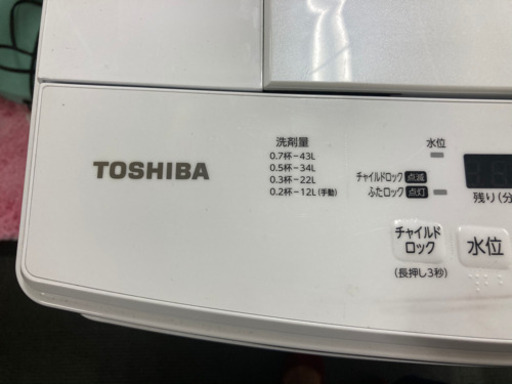 TOSHIBA
洗剤量
0.7杯－43L
0.5杯－34L
0.3杯－22L
0.2杯－12L(手動)
水位
チャイルドロック 点滅
ふたロック 点灯
残り(分
チャイルド
ロック
(長押し3秒)
水位